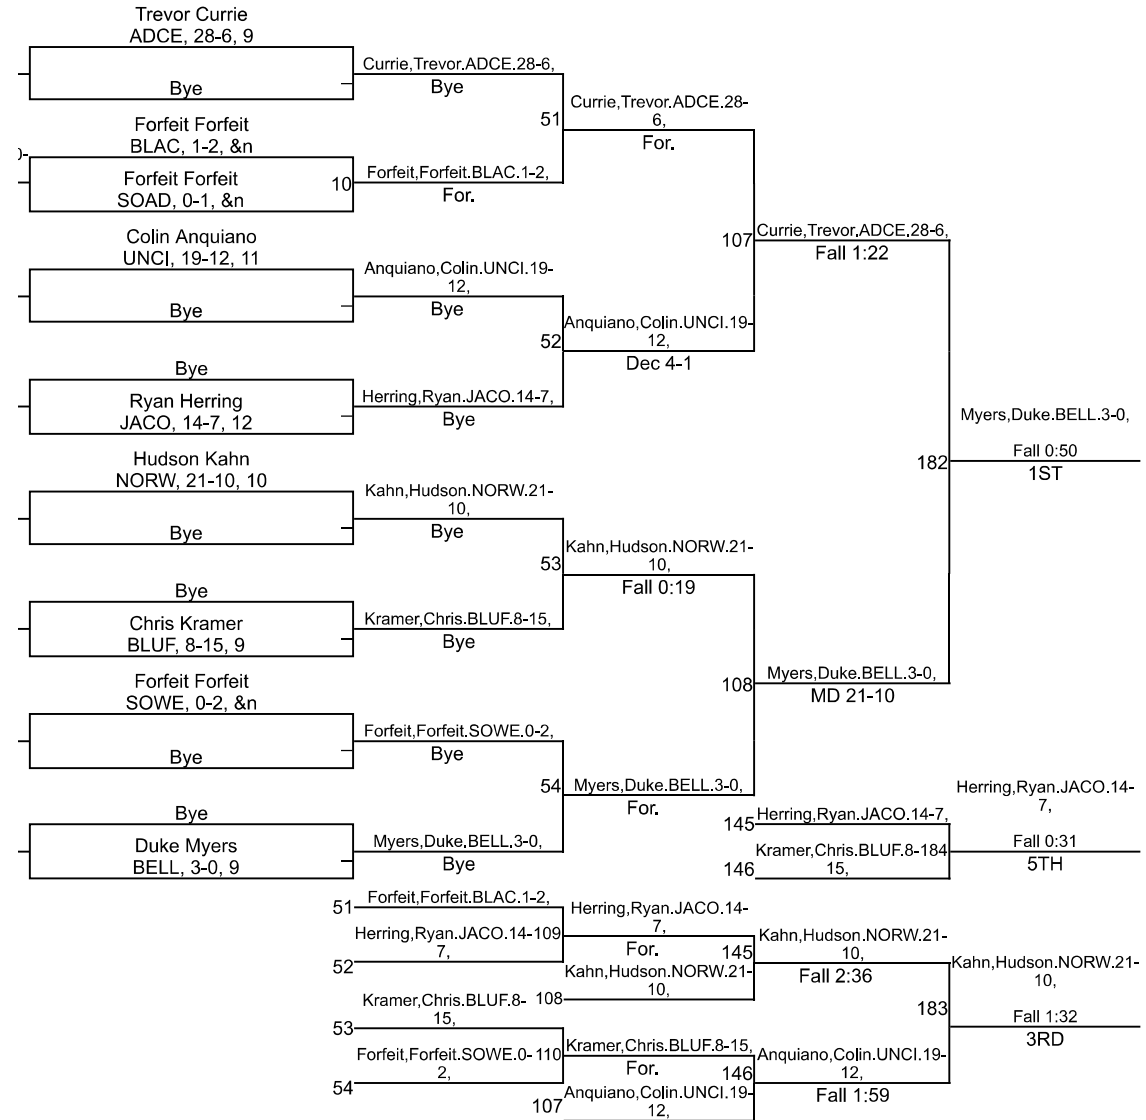 Trevor Currie
ADCE, 28-6, 9
Currie,Trevor.ADCE.28-6,
Bye
Bye
51
Currie,Trevor.ADCE.28-
6,
For.
Forfeit Forfeit
BLAC, 1-2, &n
0-
Forfeit Forfeit
SOAD, 0-1, &n
10
Forfeit,Forfeit.BLAC.1-2,
For.
107
Currie,Trevor.ADCE.28-6,
Fall 1:22
Colin Anquiano
UNCI, 19-12, 11
Anquiano,Colin.UNCI.19-
12,
Bye
Bye
52
Anquiano,Colin.UNCI.19-
12,
Dec 4-1
Bye
Ryan Herring
JACO, 14-7, 12
Herring,Ryan.JACO.14-7,
Bye
182
Myers,Duke.BELL.3-0,
Fall 0:50
1ST
Hudson Kahn
NORW, 21-10, 10
Kahn,Hudson.NORW.21-
10,
Bye
Bye
53
Kahn,Hudson.NORW.21-
10,
Fall 0:19
Bye
Chris Kramer
BLUF, 8-15, 9
Kramer,Chris.BLUF.8-15,
Bye
108
Myers,Duke.BELL.3-0,
MD 21-10
Forfeit Forfeit
SOWE, 0-2, &n
Forfeit,Forfeit.SOWE.0-2,
Bye
Bye
54
Myers,Duke.BELL.3-0,
For.
Bye
Duke Myers
BELL, 3-0, 9
Myers,Duke.BELL.3-0,
Bye
145
Herring,Ryan.JACO.14-7,
146
Kramer,Chris.BLUF.8-184
15,
Herring,Ryan.JACO.14-
7,
Fall 0:31
5TH
51
Forfeit,Forfeit.BLAC.1-2,
52
Herring,Ryan.JACO.14-109
7,
Herring,Ryan.JACO.14-
7,
For.
145
108
Kahn,Hudson.NORW.21-
10,
Kahn,Hudson.NORW.21-
10,
Fall 2:36
53
Kramer,Chris.BLUF.8-
15,
54
Forfeit,Forfeit.SOWE.0-110
2,
Kramer,Chris.BLUF.8-15,
For.
146
107
Anquiano,Colin.UNCI.19-
12,
Anquiano,Colin.UNCI.19-
12,
Fall 1:59
183
Kahn,Hudson.NORW.21-
10,
Fall 1:32
3RD